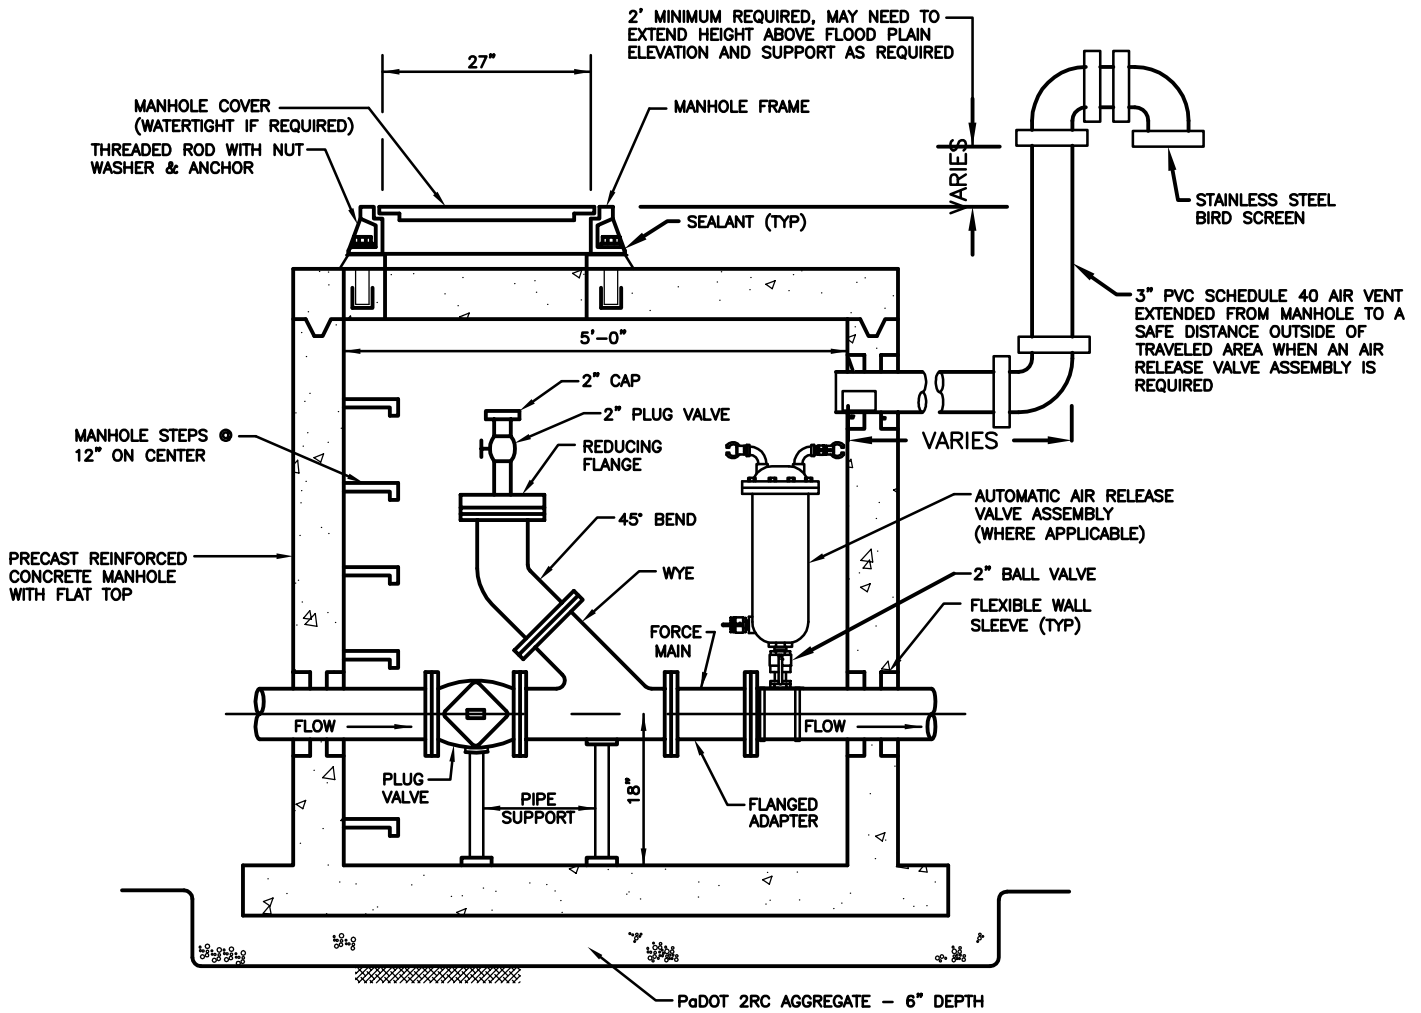 2' MINIMUM REQUIRED, MAY NEED TO
EXTEND HEIGHT ABOVE FLOOD PLAIN
ELEVATION AND SUPPORT AS REQUIRED
27"
MANHOLE COVER
(WATERTIGHT IF REQUIRED)
MANHOLE FRAME
THREADED ROD WITH NUT
WASHER & ANCHOR
VARIES
STAINLESS STEEL
BIRD SCREEN
SEALANT (TYP)
3" PVC SCHEDULE 40 AIR VENT
EXTENDED FROM MANHOLE TO A
SAFE DISTANCE OUTSIDE OF
TRAVELED AREA WHEN AN AIR
RELEASE VALVE ASSEMBLY IS
REQUIRED
5'-0"
2" CAP
2" PLUG VALVE
MANHOLE STEPS @
12" ON CENTER
REDUCING
FLANGE
VARIES
AUTOMATIC AIR RELEASE
VALVE ASSEMBLY
(WHERE APPLICABLE)
45° BEND
PRECAST REINFORCED
CONCRETE MANHOLE
WITH FLAT TOP
WYE
2" BALL VALVE
FLEXIBLE WALL
SLEEVE (TYP)
FORCE
MAIN
FLOW
FLOW
PLUG
VALVE
PIPE
SUPPORT
18"
FLANGED
ADAPTER
PaDOT 2RC AGGREGATE - 6" DEPTH